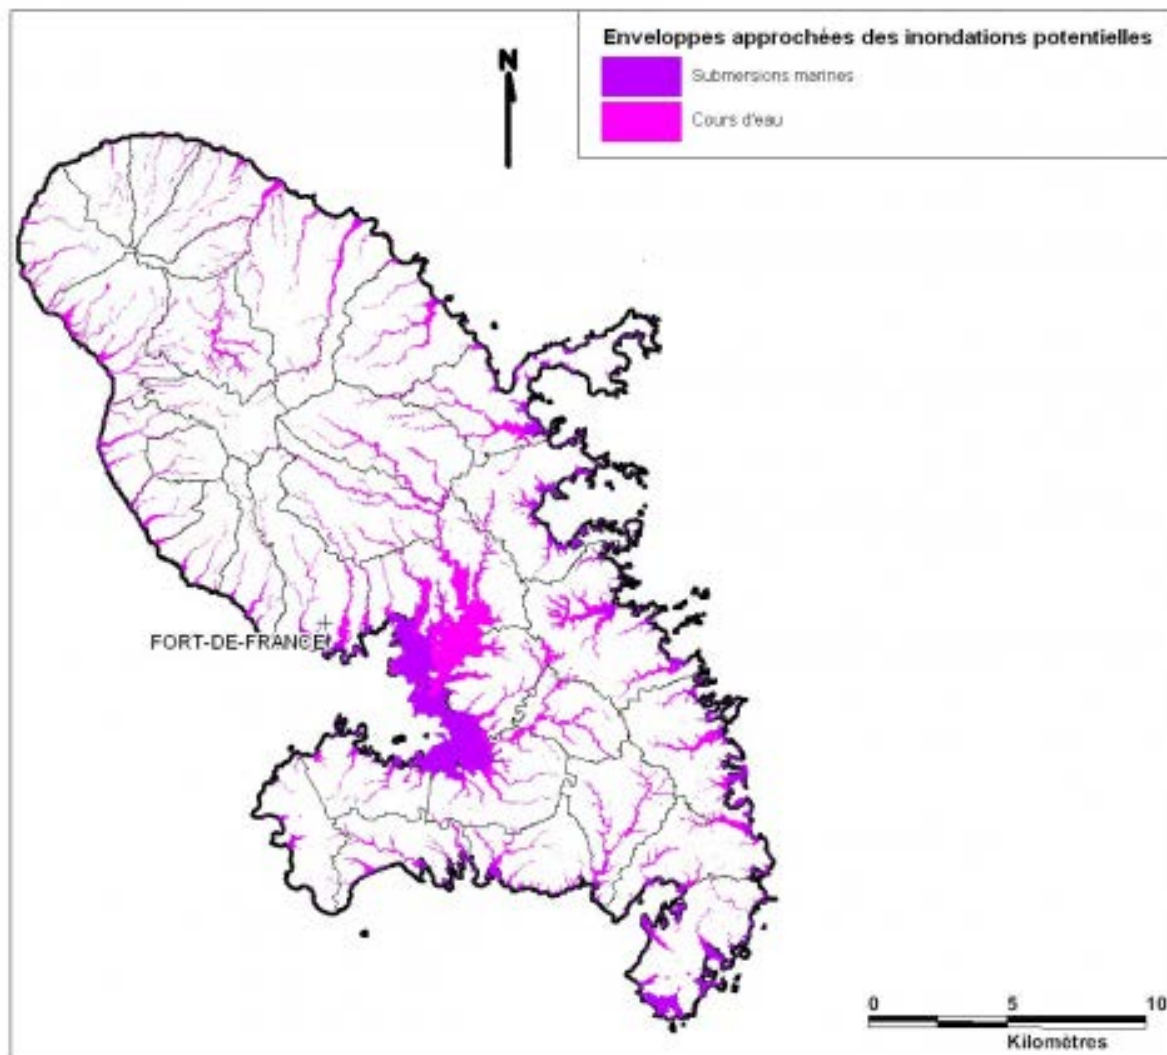 Enveloppes approchées des inondations potentielles
Submersions marines
Cours d'eau
N
FORT-DE-FRANCE
0 5 10
Kilomètres